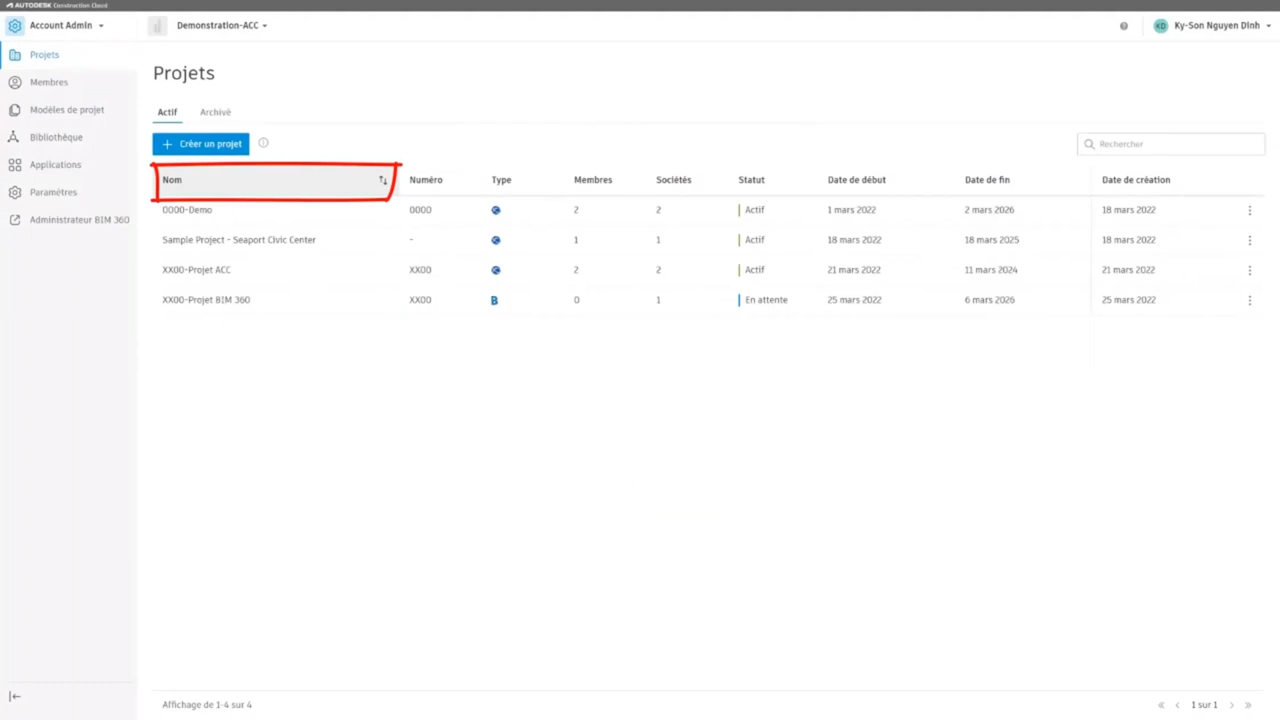 AUTODESK Construction Cloud
Account Admin
Demonstration-ACC
KD Ky-Son Nguyen Dinh
Projets
Membres
Modèles de projet
Bibliothèque
Applications
Paramètres
Administrateur BIM 360
Projets
Actif Archivé
+ Créer un projet
Rechercher
Nom Numéro Type Membres Sociétés Statut Date de début Date de fin Date de création
0000-Demo 0000 2 2 Actif 1 mars 2022 2 mars 2026 18 mars 2022
Sample Project - Seaport Civic Center - 1 1 Actif 18 mars 2022 18 mars 2025 18 mars 2022
XX00-Projet ACC XX00 2 2 Actif 21 mars 2022 11 mars 2024 21 mars 2022
XX00-Projet BIM 360 XX00 B 0 1 En attente 25 mars 2022 6 mars 2026 25 mars 2022
Affichage de 1-4 sur 4
1 sur 1